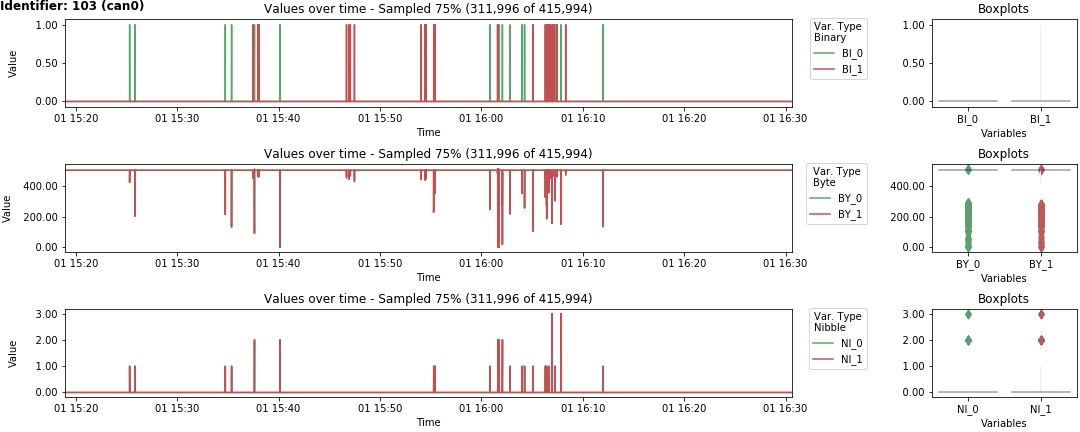 Identifier: 103 (can0)
Values over time - Sampled 75% (311,996 of 415,994)
Boxplots
Value
1.00
0.50
0.00
01 15:20 01 15:30 01 15:40 01 15:50 01 16:00 01 16:10 01 16:20 01 16:30
Time
Var. Type
Binary
BI_0
BI_1
1.00
0.50
0.00
BI_0 BI_1
Variables
Values over time - Sampled 75% (311,996 of 415,994)
Boxplots
Value
400.00
200.00
0.00
01 15:20 01 15:30 01 15:40 01 15:50 01 16:00 01 16:10 01 16:20 01 16:30
Time
Var. Type
Byte
BY_0
BY_1
400.00
200.00
0.00
BY_0 BY_1
Variables
Values over time - Sampled 75% (311,996 of 415,994)
Boxplots
Value
3.00
2.00
1.00
0.00
01 15:20 01 15:30 01 15:40 01 15:50 01 16:00 01 16:10 01 16:20 01 16:30
Time
Var. Type
Nibble
NI_0
NI_1
3.00
2.00
1.00
0.00
NI_0 NI_1
Variables